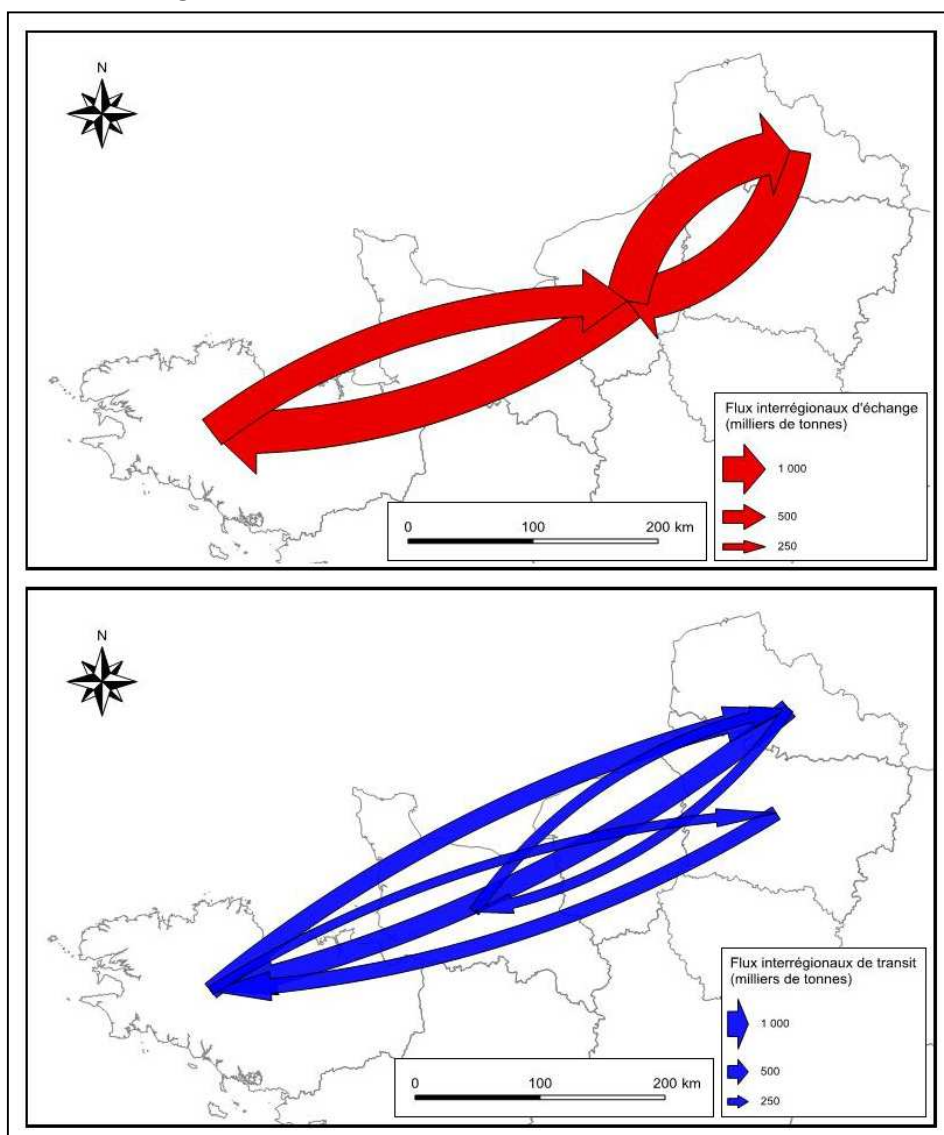 N
Flux interrégionaux d'échange
(milliers de tonnes)
1 000
500
250
0 100 200 km
N
Flux interrégionaux de transit
(milliers de tonnes)
1 000
500
250
0 100 200 km